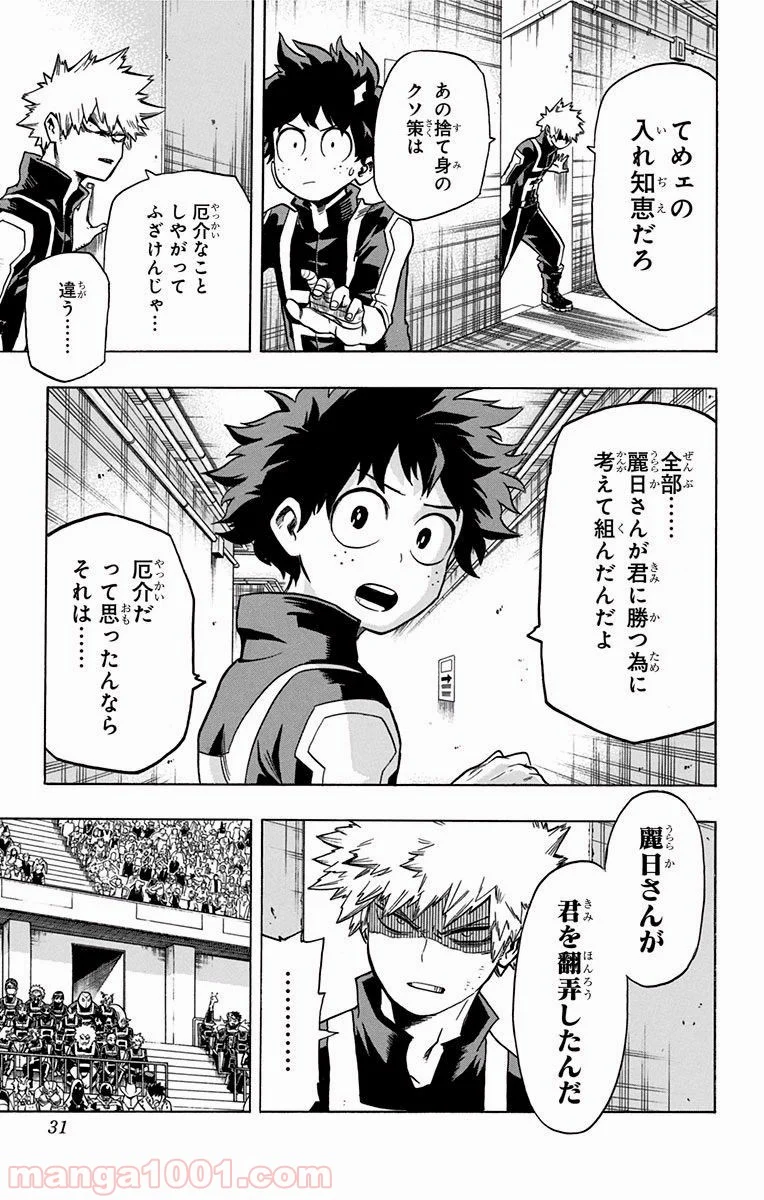 てめェの
入れ知恵だろ
あの捨て身の
クソ策は
厄介なこと
しやがって
ふざけんじゃ…
違う……
全部……
麗日さんが君に勝つ為に
考えて組んだんだよ
厄介だ
って思ったんなら
それは……
麗日さんが
君を翻弄したんだ
………
31
manga1001.com